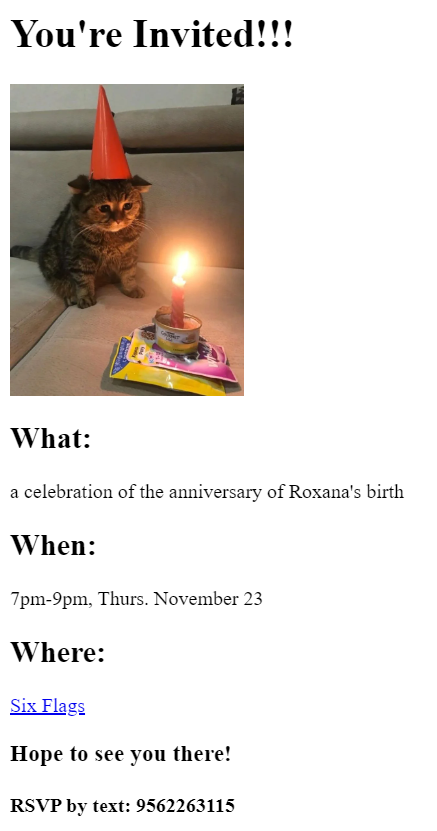 You're Invited!!!
What:
a celebration of the anniversary of Roxana's birth
When:
7pm-9pm, Thurs. November 23
Where:
Six Flags
Hope to see you there!
RSVP by text: 9562263115